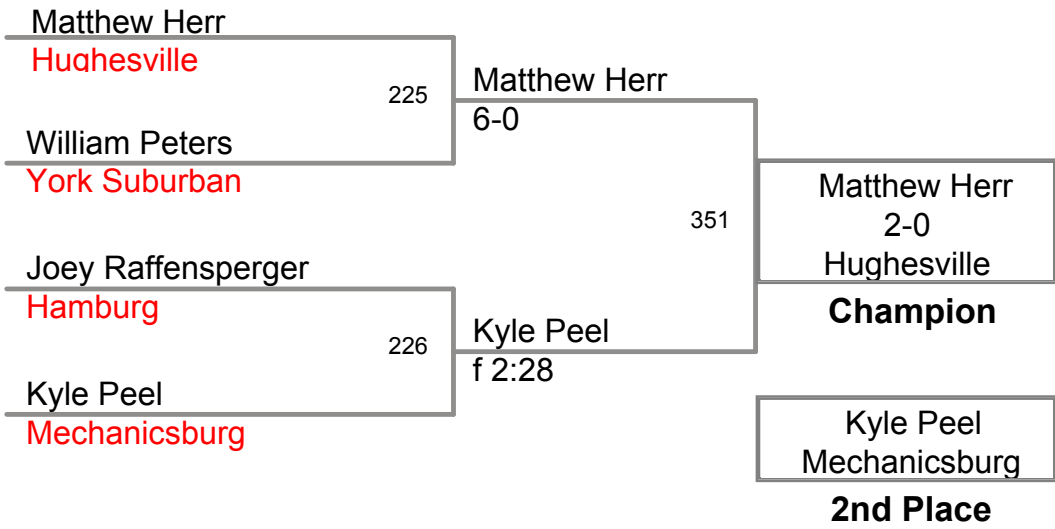 Matthew Herr
Hughesville
225
Matthew Herr
6-0
William Peters
York Suburban
351
Matthew Herr
2-0
Hughesville
Champion
Joey Raffensperger
Hamburg
226
Kyle Peel
f 2:28
Kyle Peel
Mechanicsburg
Kyle Peel
Mechanicsburg
2nd Place